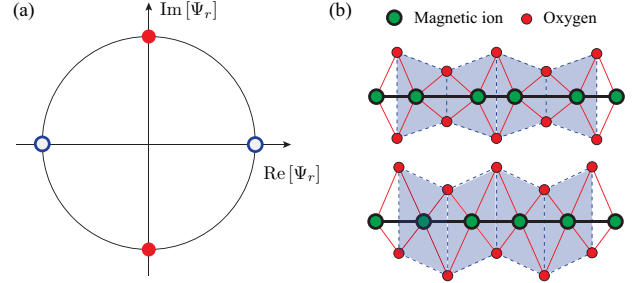 (a)
Im [Ψr]
Re [Ψr]
(b)
Magnetic ion
Oxygen